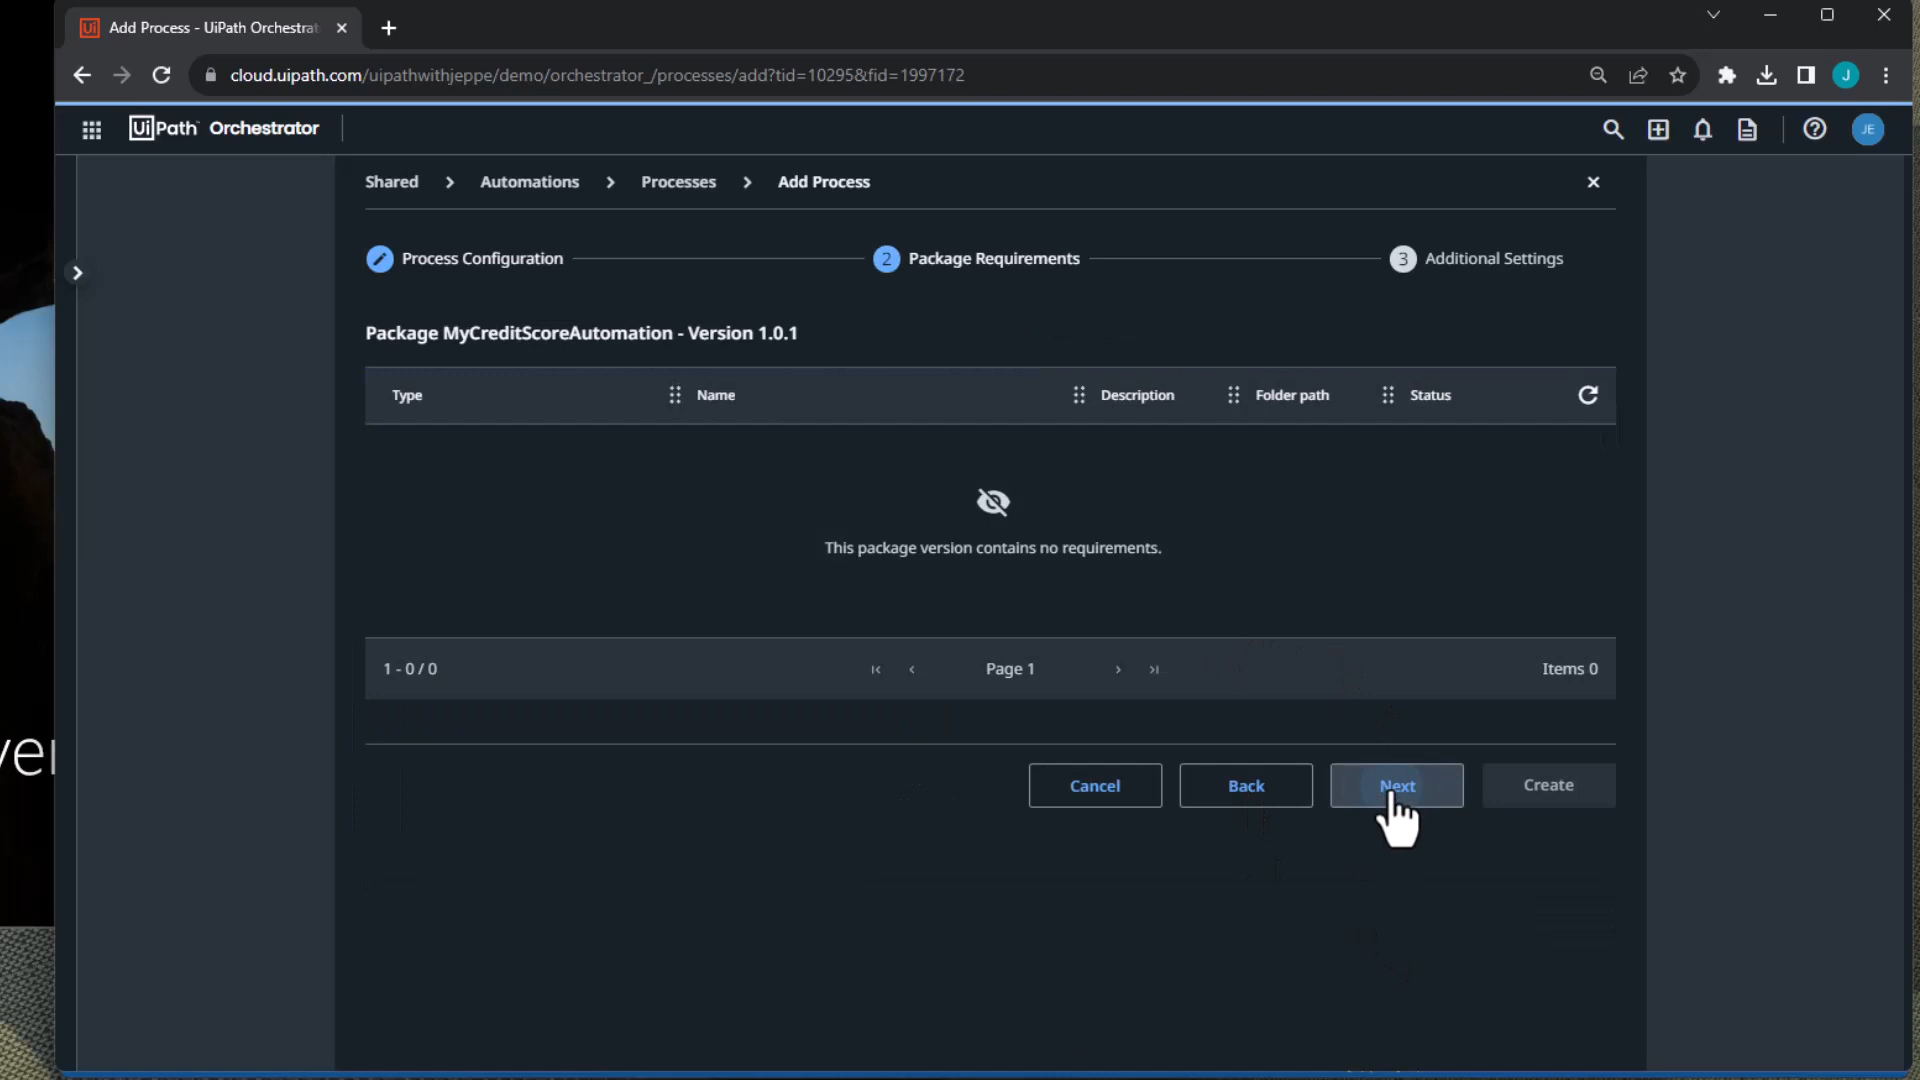 Add Process - UiPath Orchestrat
cloud.uipath.com/uipathwithjeppe/demo/orchestrator_/processes/add?tid=10295&fid=1997172
J
UiPath Orchestrator
JE
Shared > Automations > Processes > Add Process
Process Configuration 2 Package Requirements 3 Additional Settings
Package MyCreditScoreAutomation - Version 1.0.1
Type Name Description Folder path Status
This package version contains no requirements.
1 - 0 / 0 Page 1 Items 0
Cancel Back Next Create